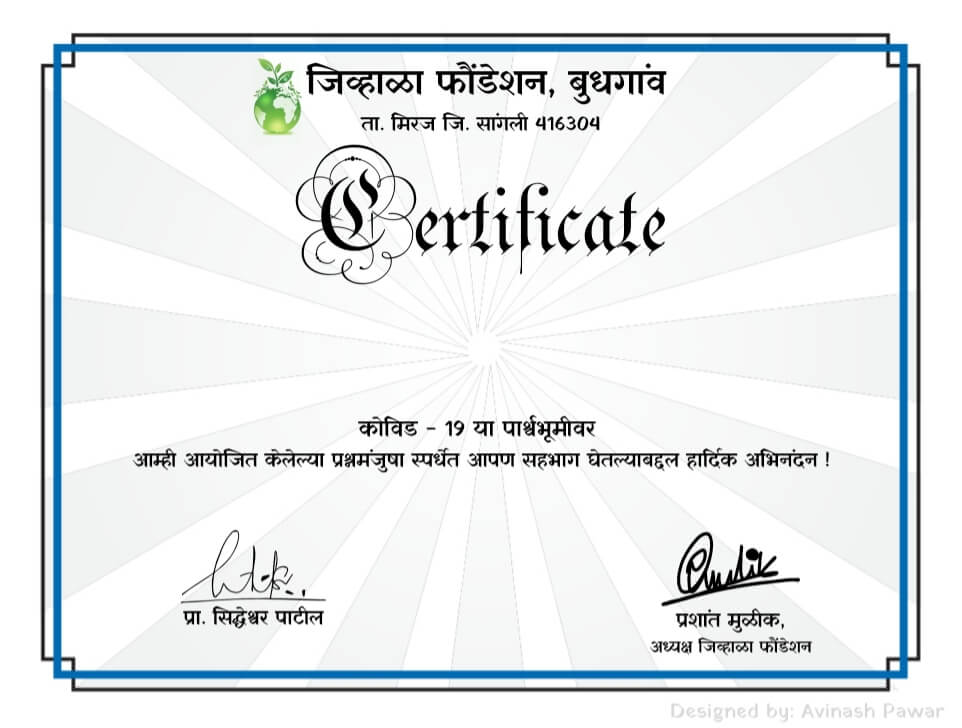 जिव्हाळा फौंडेशन, बुधगांव
ता. मिरज जि. सांगली 416304
Certificate
कोविड - 19 या पार्श्वभूमीवर
आम्ही आयोजित केलेल्या प्रश्नमंजुषा स्पर्धेत आपण सहभाग घेतल्याबद्दल हार्दिक अभिनंदन !
प्रा. सिद्धेश्वर पाटील
प्रशांत मुळीक,
अध्यक्ष जिव्हाळा फौंडेशन
Designed by: Avinash Pawar